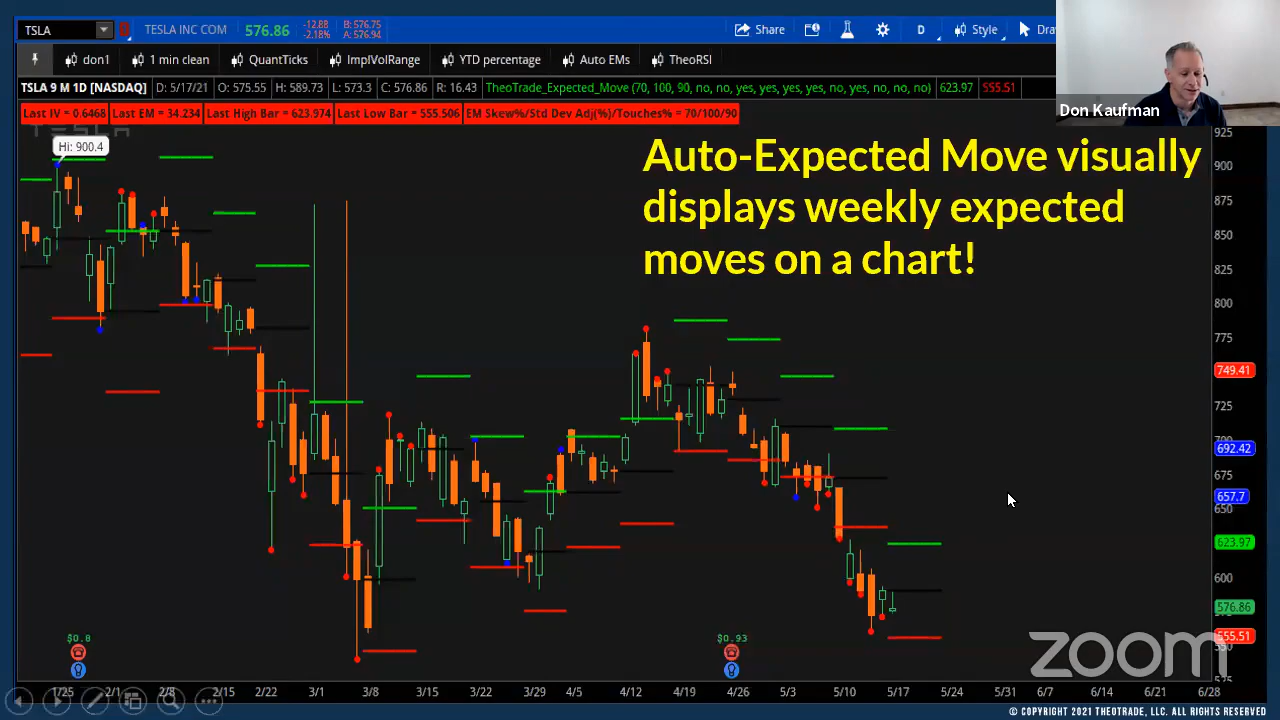 TSLA
TESLA INC COM
576.86
-12.88
-2.18%
B: 576.75
A: 576.94
Share
D
Style
Dra
don1
1 min clean
QuantTicks
ImplVolRange
YTD percentage
Auto EMs
TheoRSI
TSLA 9 M 1D [NASDAQ]
D: 5/17/21
O: 575.55
H: 589.73
L: 573.3
C: 576.86
R: 16.43
TheoTrade_Expected_Move (70, 100, 90, no, no, yes, yes, yes, yes, no, yes, no, no)
623.97
555.51
Last IV = 0.6468
Last EM = 34.234
Last High Bar = 623.974
Last Low Bar = 555.506
EM Skew%/Std Dev Adj(%)/Touches% = 70/100/90
Don Kaufman
TESLA
Hi: 900.4
Auto-Expected Move visually
displays weekly expected
moves on a chart!
925
900
875
850
825
800
775
749.41
725
700
692.42
675
657.7
650
623.97
600
576.86
555.51
550
$0.8
$0.93
zoom
1/25
2/1
2/8
2/15
2/22
3/1
3/8
3/15
3/22
3/29
4/5
4/12
4/19
4/26
5/3
5/10
5/17
5/24
5/31
6/7
6/14
6/21
6/28
© COPYRIGHT 2021 THEOTRADE, LLC. ALL RIGHTS RESERVED